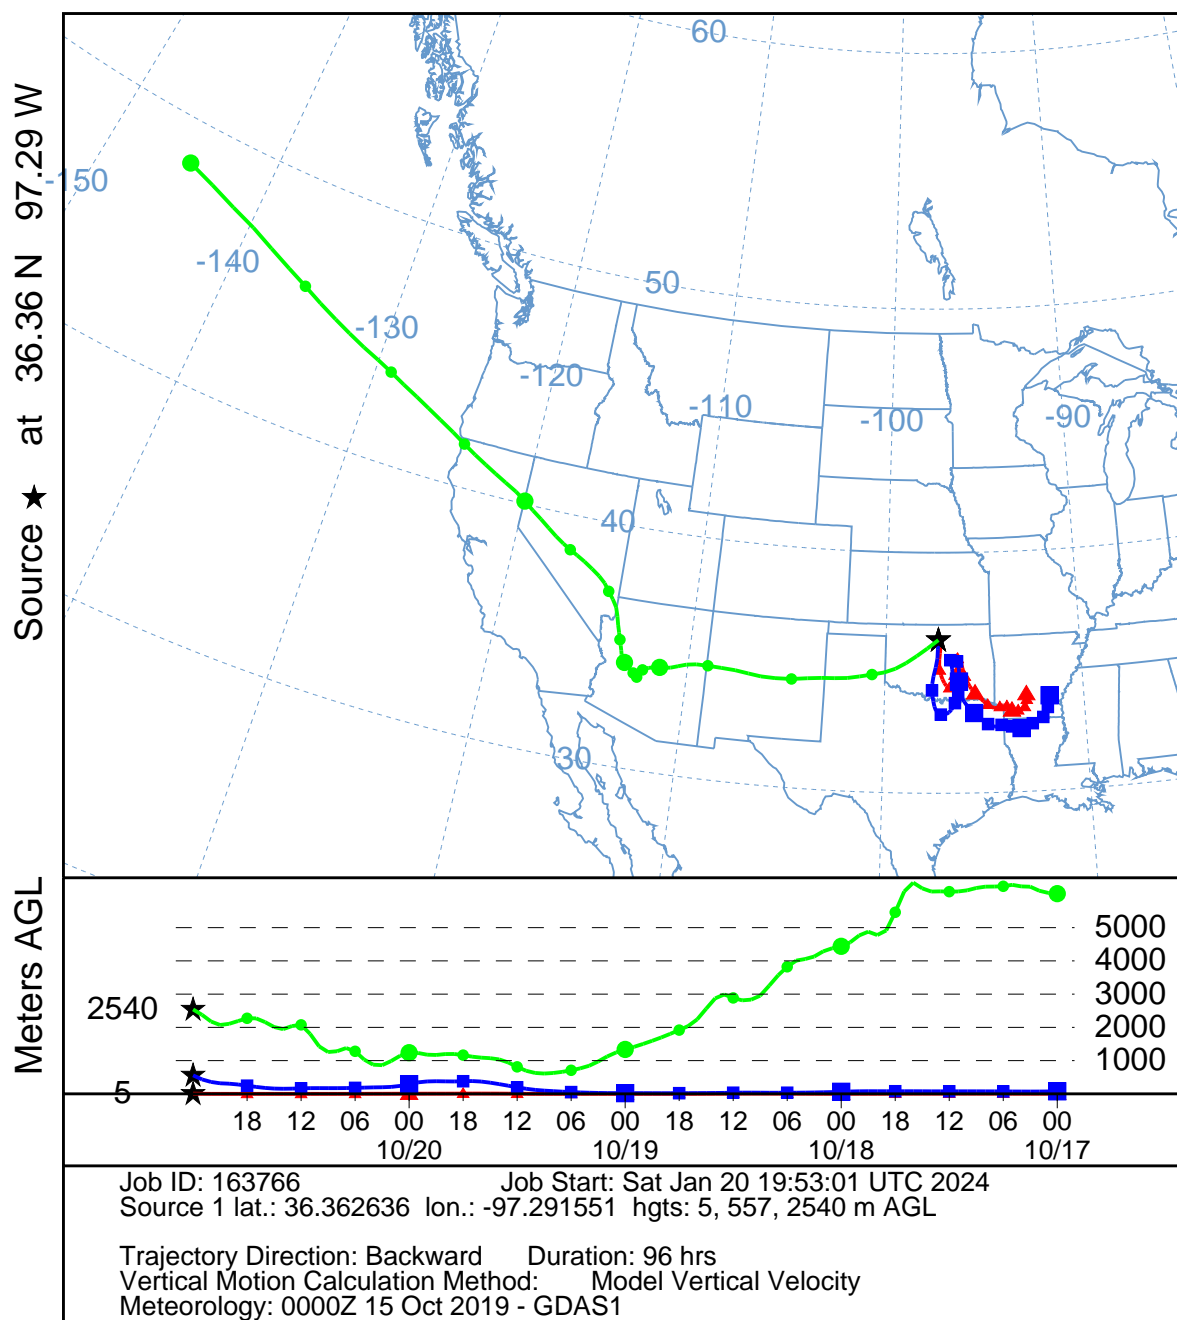 Source ★ at 36.36 N 97.29 W
60
-150
-140
50
-130
-120
-110
-100
-90
40
30
Meters AGL
2540
5
5000
4000
3000
2000
1000
18 12 06 00 18 12 06 00 18 12 06 00 18 12 06 00
10/20 10/19 10/18 10/17
Job ID: 163766 Job Start: Sat Jan 20 19:53:01 UTC 2024
Source 1 lat.: 36.362636 lon.: -97.291551 hgts: 5, 557, 2540 m AGL
Trajectory Direction: Backward Duration: 96 hrs
Vertical Motion Calculation Method: Model Vertical Velocity
Meteorology: 0000Z 15 Oct 2019 - GDAS1